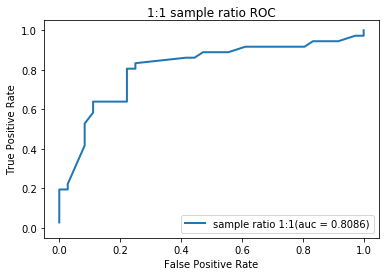 1:1 sample ratio ROC
True Positive Rate
1.0
0.8
0.6
0.4
0.2
0.0
sample ratio 1:1(auc = 0.8086)
0.0 0.2 0.4 0.6 0.8 1.0
False Positive Rate